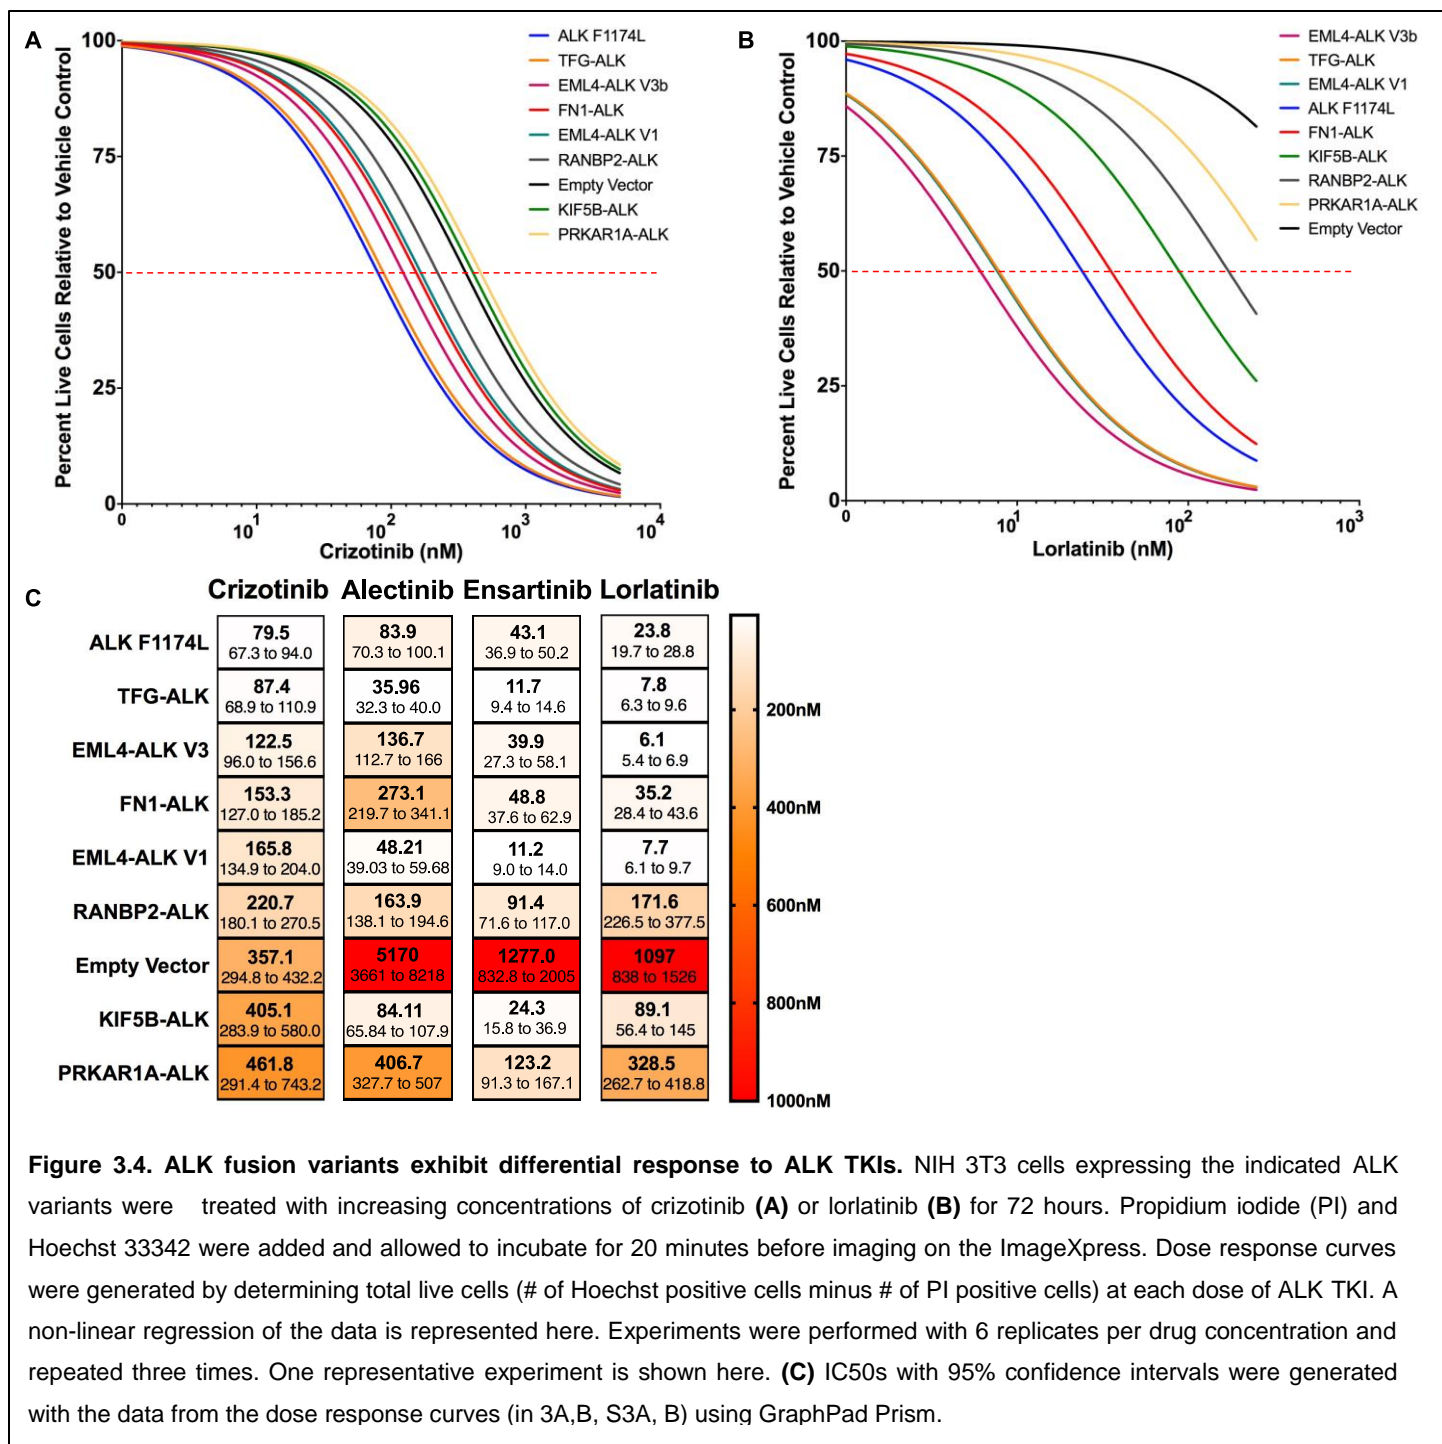 A
Percent Live Cells Relative to Vehicle Control
100
75
50
25
0
0
10¹
10²
10³
10⁴
Crizotinib (nM)
ALK F1174L
TFG-ALK
EML4-ALK V3b
FN1-ALK
EML4-ALK V1
RANBP2-ALK
Empty Vector
KIF5B-ALK
PRKAR1A-ALK
B
Percent Live Cells Relative to Vehicle Control
100
75
50
25
0
0
10¹
10²
10³
Lorlatinib (nM)
EML4-ALK V3b
TFG-ALK
EML4-ALK V1
ALK F1174L
FN1-ALK
KIF5B-ALK
RANBP2-ALK
PRKAR1A-ALK
Empty Vector
C
Crizotinib Alectinib Ensartinib Lorlatinib
ALK F1174L 79.5 83.9 43.1 23.8
67.3 to 94.0 70.3 to 100.1 36.9 to 50.2 19.7 to 28.8
TFG-ALK 87.4 35.96 11.7 7.8
68.9 to 110.9 32.3 to 40.0 9.4 to 14.6 6.3 to 9.6
EML4-ALK V3 122.5 136.7 39.9 6.1
96.0 to 156.6 112.7 to 166 27.3 to 58.1 5.4 to 6.9
FN1-ALK 153.3 273.1 48.8 35.2
127.0 to 185.2 219.7 to 341.1 37.6 to 62.9 28.4 to 43.6
EML4-ALK V1 165.8 48.21 11.2 7.7
134.9 to 204.0 39.03 to 59.68 9.0 to 14.0 6.1 to 9.7
RANBP2-ALK 220.7 163.9 91.4 171.6
180.1 to 270.5 138.1 to 194.6 71.6 to 117.0 226.5 to 377.5
Empty Vector 357.1 5170 1277.0 1097
294.8 to 432.2 3661 to 8218 832.8 to 2005 838 to 1526
KIF5B-ALK 405.1 84.11 24.3 89.1
283.9 to 580.0 65.84 to 107.9 15.8 to 36.9 56.4 to 145
PRKAR1A-ALK 461.8 406.7 123.2 328.5
291.4 to 743.2 327.7 to 507 91.3 to 167.1 262.7 to 418.8
200nM
400nM
600nM
800nM
1000nM
Figure 3.4. ALK fusion variants exhibit differential response to ALK TKIs. NIH 3T3 cells expressing the indicated ALK
variants were treated with increasing concentrations of crizotinib (A) or lorlatinib (B) for 72 hours. Propidium iodide (PI) and
Hoechst 33342 were added and allowed to incubate for 20 minutes before imaging on the ImageXpress. Dose response curves
were generated by determining total live cells (# of Hoechst positive cells minus # of PI positive cells) at each dose of ALK TKI. A
non-linear regression of the data is represented here. Experiments were performed with 6 replicates per drug concentration and
repeated three times. One representative experiment is shown here. (C) IC50s with 95% confidence intervals were generated
with the data from the dose response curves (in 3A,B, S3A, B) using GraphPad Prism.